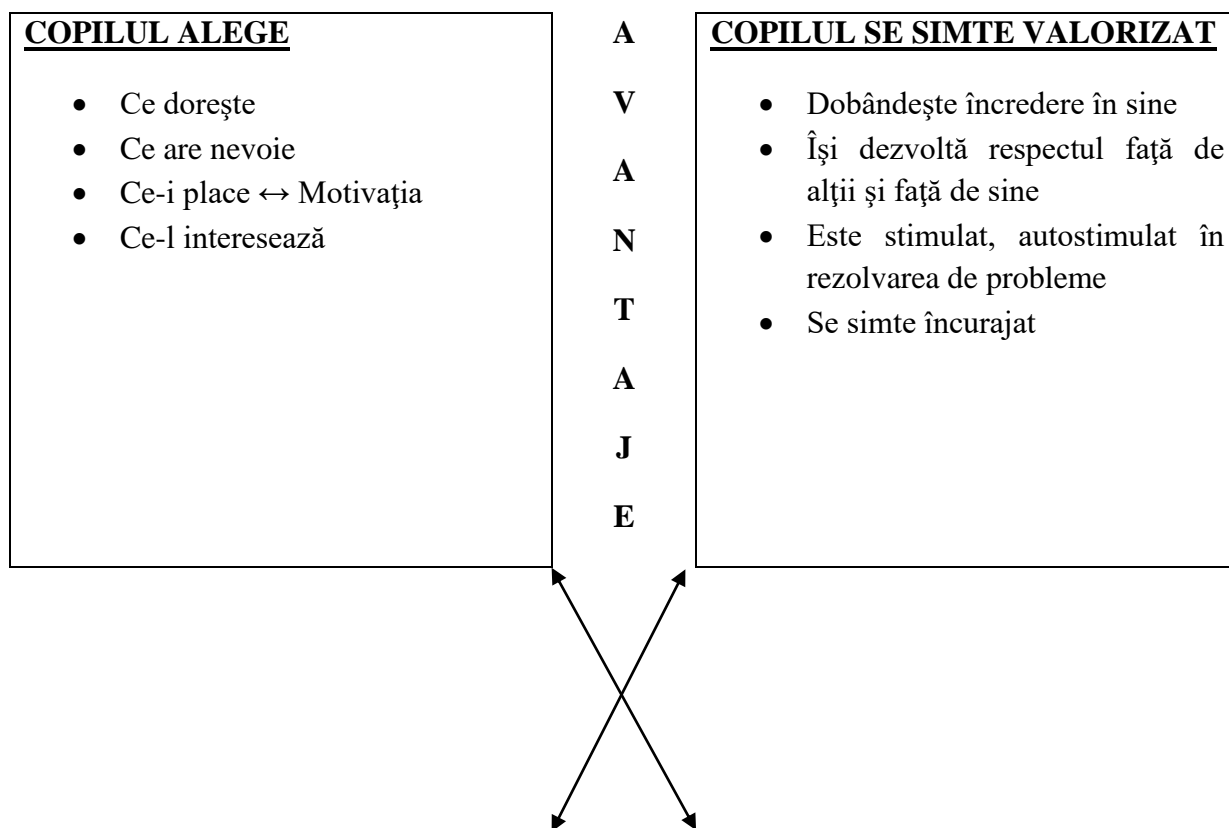 COPILUL ALEGE
• Ce doreşte
• Ce are nevoie
• Ce-i place ↔ Motivaţia
• Ce-l interesează
A
V
A
N
T
A
J
E
COPILUL SE SIMTE VALORIZAT
• Dobândeşte încredere în sine
• Îşi dezvoltă respectul faţă de
alţii şi faţă de sine
• Este stimulat, autostimulat în
rezolvarea de probleme
• Se simte încurajat